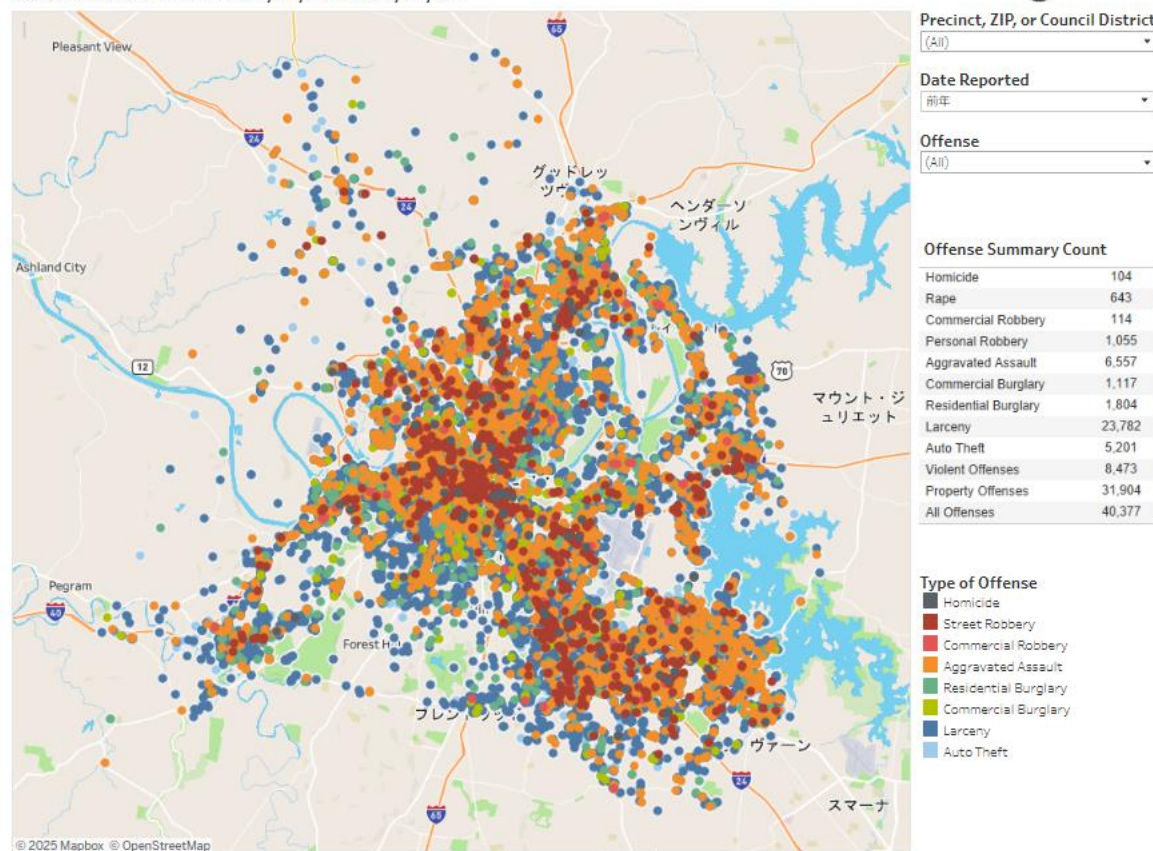 Precinct, ZIP, or Council District
(All)
Date Reported
前年
Offense
(All)
Offense Summary Count
Homicide 104
Rape 643
Commercial Robbery 114
Personal Robbery 1,055
Aggravated Assault 6,557
Commercial Burglary 1,117
Residential Burglary 1,804
Larceny 23,782
Auto Theft 5,201
Violent Offenses 8,473
Property Offenses 31,904
All Offenses 40,377
Type of Offense
Homicide
Street Robbery
Commercial Robbery
Aggravated Assault
Residential Burglary
Commercial Burglary
Larceny
Auto Theft
Pleasant View
65
24
グッドレッ
ツヴ
24
ヘンダーソ
ンヴィル
Ashland City
12
70
マウント・ジ
ュリエット
Pegram
40
Forest H
フレント
ヴァーン
24
スマーナ
65
© 2025 Mapbox © OpenStreetMap